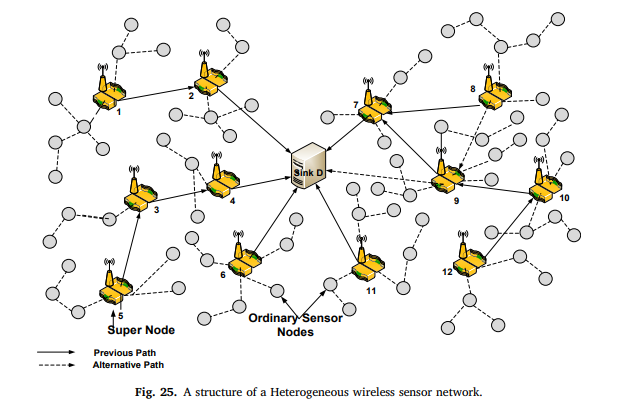 1
2
7
8
Sink D
3
4
9
10
5
6
11
12
Super Node
Ordinary Sensor
Nodes
Previous Path
Alternative Path
Fig. 25. A structure of a Heterogeneous wireless sensor network.